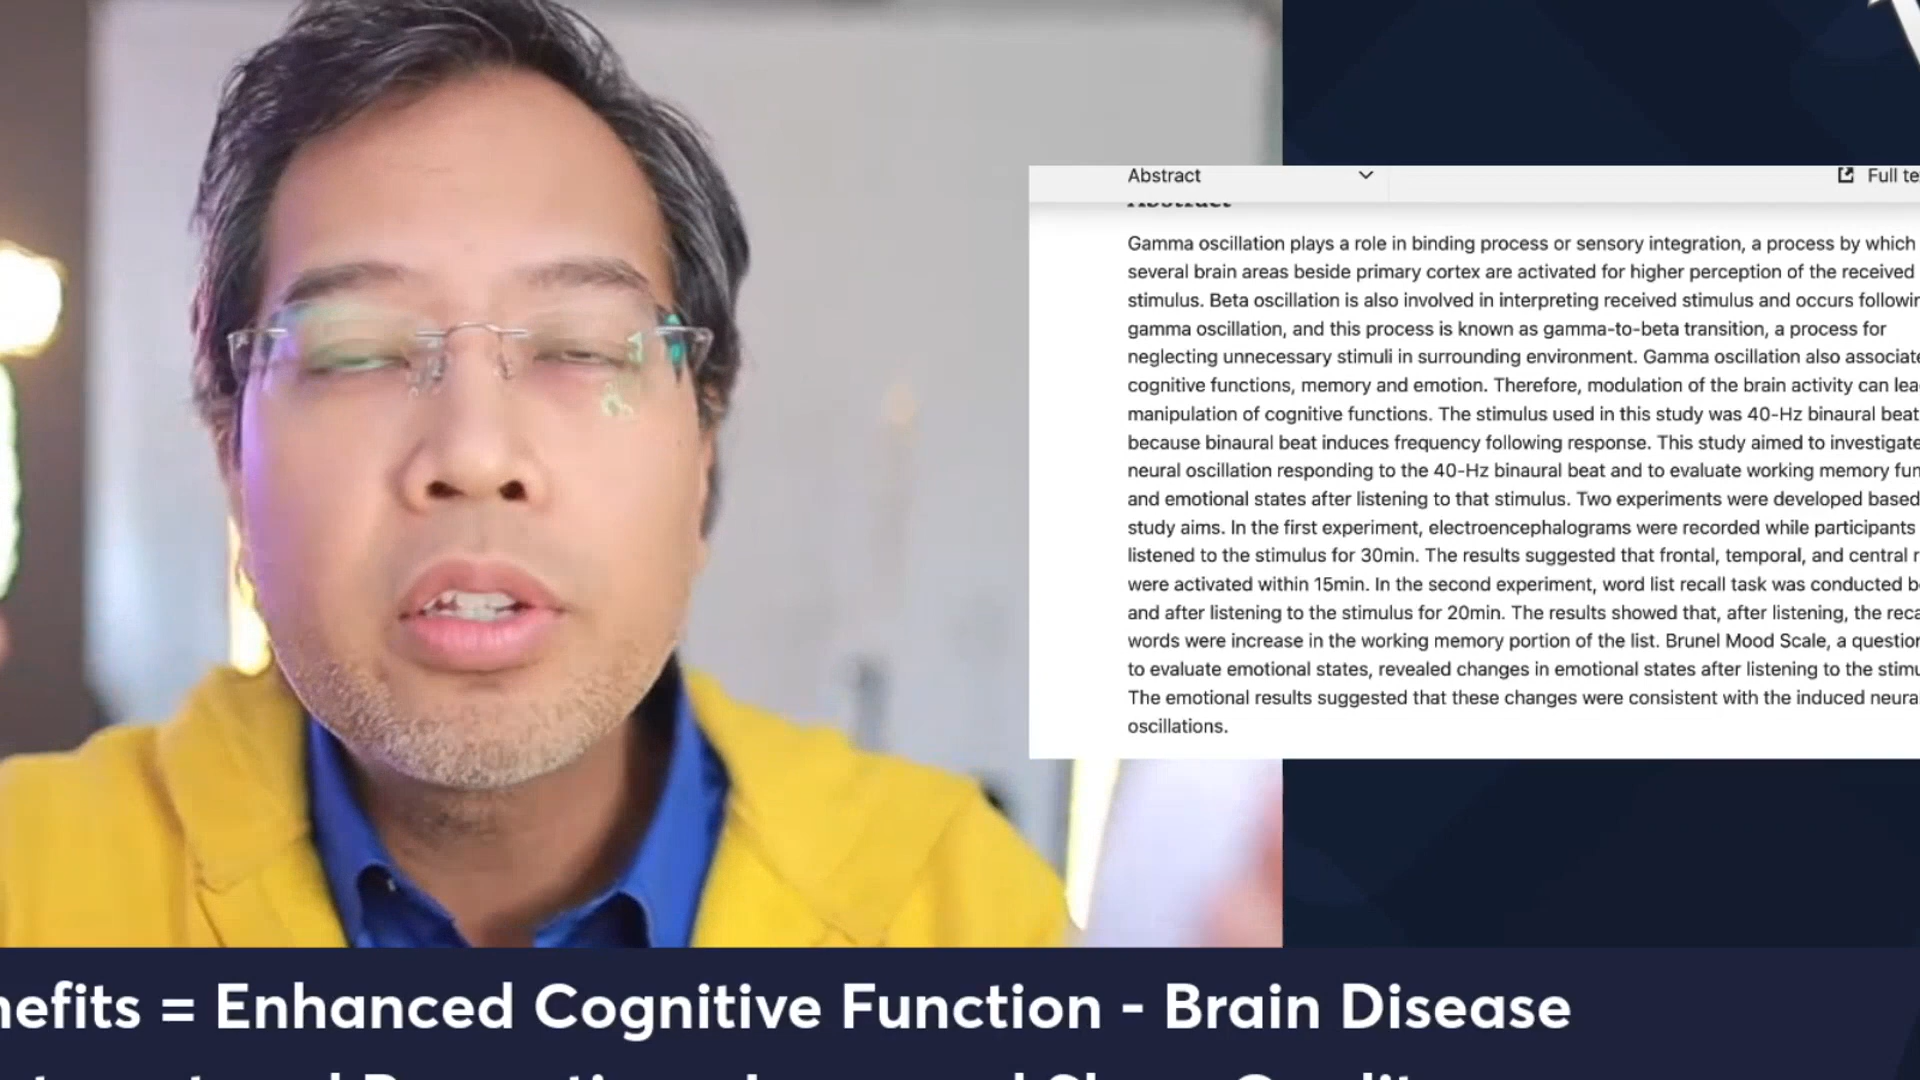 Abstract
Full te
Abstract
Gamma oscillation plays a role in binding process or sensory integration, a process by which
several brain areas beside primary cortex are activated for higher perception of the received
stimulus. Beta oscillation is also involved in interpreting received stimulus and occurs followin
gamma oscillation, and this process is known as gamma-to-beta transition, a process for
neglecting unnecessary stimuli in surrounding environment. Gamma oscillation also associate
cognitive functions, memory and emotion. Therefore, modulation of the brain activity can lea
manipulation of cognitive functions. The stimulus used in this study was 40-Hz binaural beat
because binaural beat induces frequency following response. This study aimed to investigate
neural oscillation responding to the 40-Hz binaural beat and to evaluate working memory fun
and emotional states after listening to that stimulus. Two experiments were developed based
study aims. In the first experiment, electroencephalograms were recorded while participants
listened to the stimulus for 30min. The results suggested that frontal, temporal, and central r
were activated within 15min. In the second experiment, word list recall task was conducted b
and after listening to the stimulus for 20min. The results showed that, after listening, the reca
words were increase in the working memory portion of the list. Brunel Mood Scale, a question
to evaluate emotional states, revealed changes in emotional states after listening to the stimu
The emotional results suggested that these changes were consistent with the induced neura
oscillations.
nefits = Enhanced Cognitive Function - Brain Disease